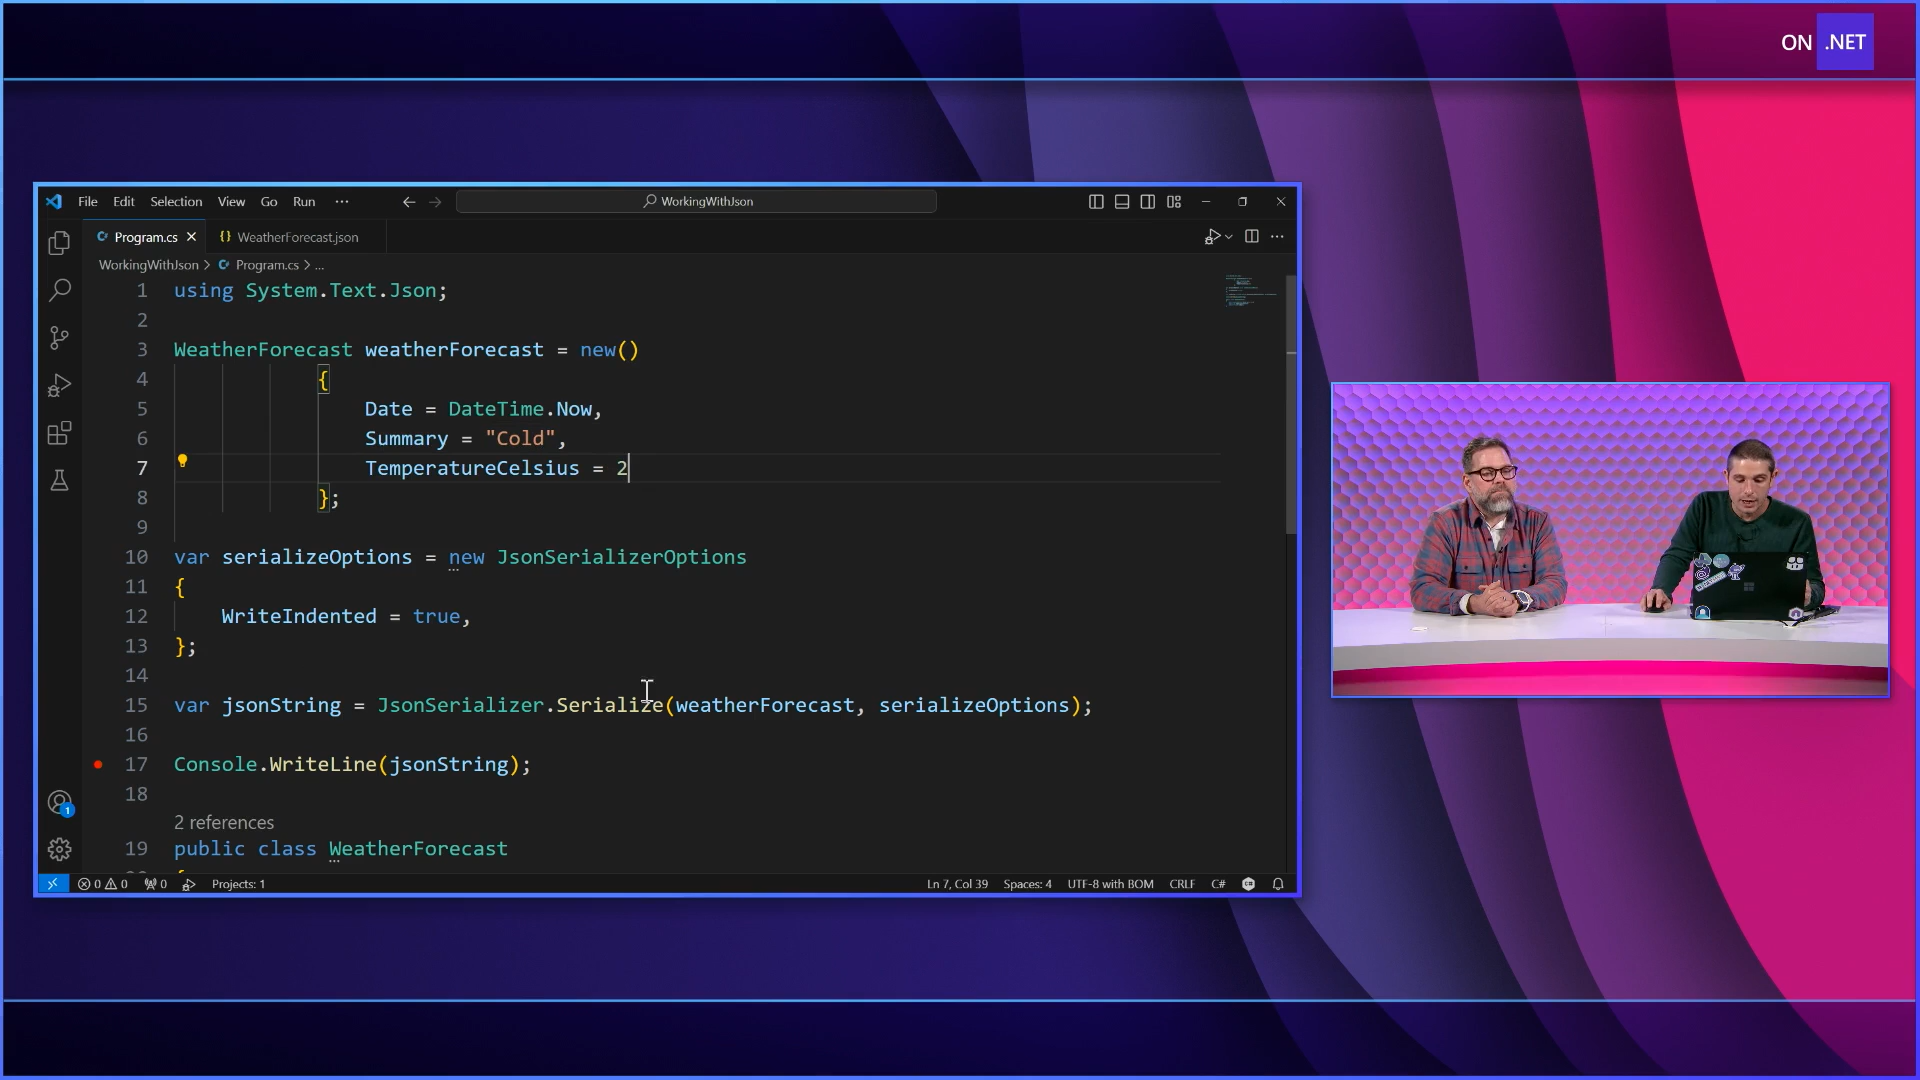 ON .NET
File Edit Selection View Go Run ··· WorkingWithJson
Program.cs WeatherForecast.json
WorkingWithJson > Program.cs > ...
1 using System.Text.Json;
2
3 WeatherForecast weatherForecast = new()
4 {
5 Date = DateTime.Now,
6 Summary = "Cold",
7 TemperatureCelsius = 2
8 };
9
10 var serializeOptions = new JsonSerializerOptions
11 {
12 WriteIndented = true,
13 };
14
15 var jsonString = JsonSerializer.Serialize(weatherForecast, serializeOptions);
16
17 Console.WriteLine(jsonString);
18
2 references
19 public class WeatherForecast
1
0 0 0 Projects: 1 Ln 7, Col 39 Spaces: 4 UTF-8 with BOM CRLF C#